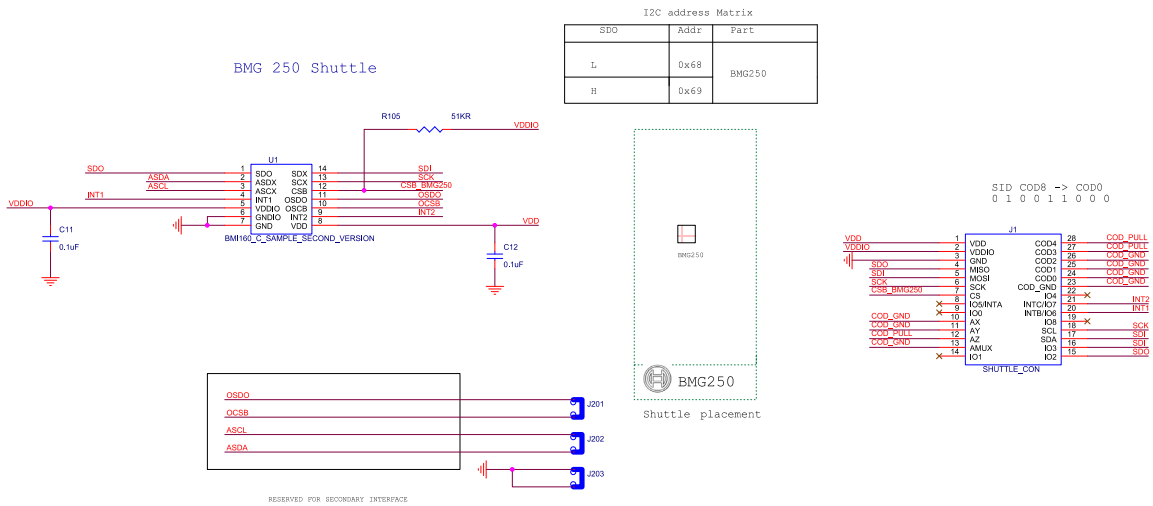 I2C address Matrix
SDO Addr Part
L 0x68
BMG250
H 0x69
BMG 250 Shuttle
R105 51KR
VDDIO
U1
SDO 1 SDO SDX 14 SDI
ASDA 2 ASDX SCX 13 SCK
ASCL 3 ASCX CSB 12 CSB_BMG250
INT1 4 INT1 OSDO 11 OSDO
VDDIO 5 VDDIO OSCB 10 OCSB
6 GNDIO INT2 9 INT2
7 GND VDD 8 VDD
BMI160_C_SAMPLE_SECOND_VERSION
C11
0.1uF
C12
0.1uF
BMG250
BMG250
Shuttle placement
SID COD8 -> COD0
0 1 0 0 1 1 0 0 0
J1
VDD 1 VDD COD4 28 COD_PULL
VDDIO 2 VDDIO COD3 27 COD_PULL
3 GND COD2 26 COD_GND
SDO 4 MISO COD1 25 COD_GND
SDI 5 MOSI COD0 24 COD_GND
SCK 6 SCK COD_GND 23 COD_GND
CSB_BMG250 7 CS IO4 22
8 IO5/INTA INTC/IO7 21 INT2
9 IO0 INTB/IO6 20 INT1
COD_GND 10 AX IO8 19
COD_GND 11 AY SCL 18 SCK
COD_PULL 12 AZ SDA 17 SDI
COD_GND 13 AMUX IO3 16 SDI
14 IO1 IO2 15 SDO
SHUTTLE_CON
OSDO
J201
OCSB
ASCL
J202
ASDA
J203
RESERVED FOR SECONDARY INTERFACE